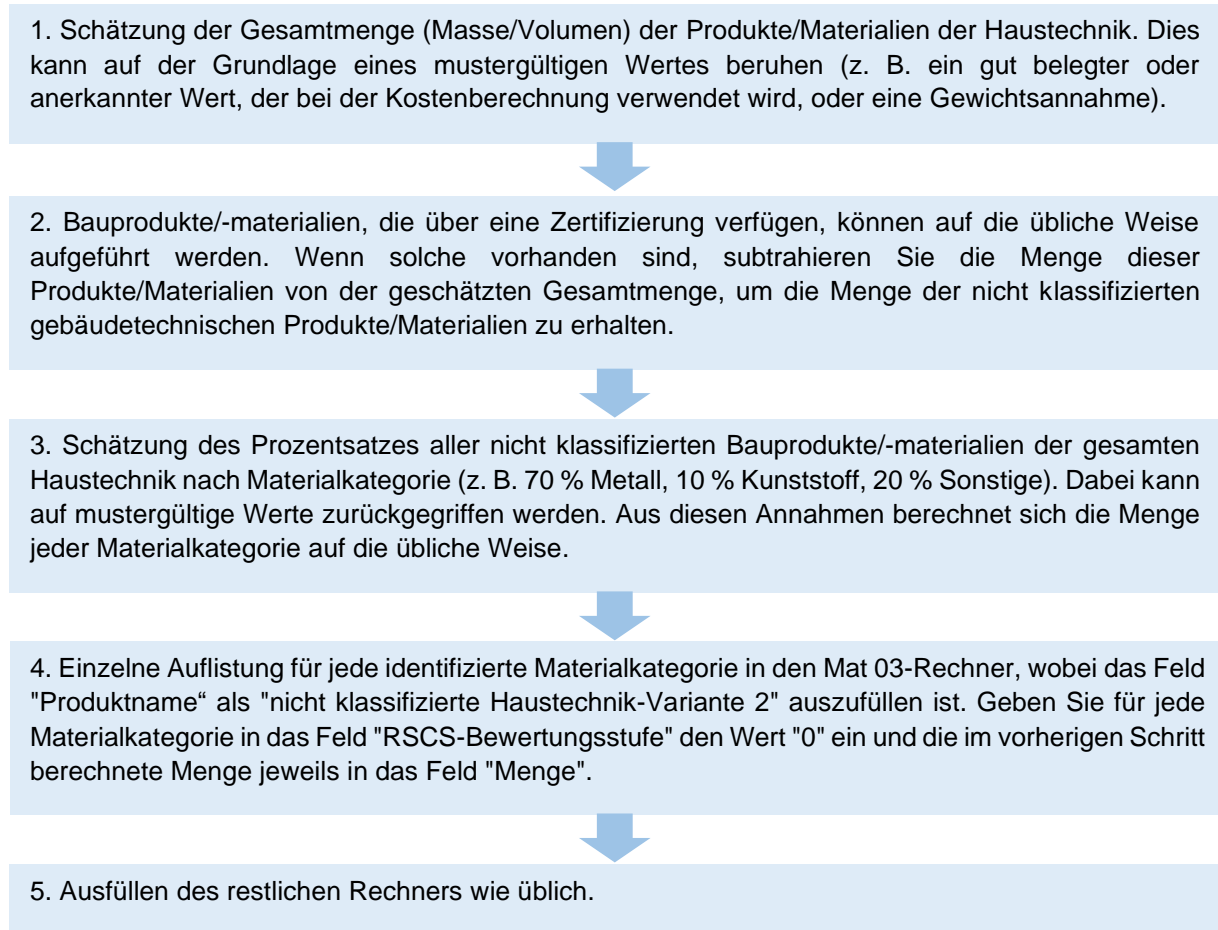 1. Schätzung der Gesamtmenge (Masse/Volumen) der Produkte/Materialien der Haustechnik. Dies
kann auf der Grundlage eines mustergültigen Wertes beruhen (z. B. ein gut belegter oder
anerkannter Wert, der bei der Kostenberechnung verwendet wird, oder eine Gewichtsannahme).
2. Bauprodukte/-materialien, die über eine Zertifizierung verfügen, können auf die übliche Weise
aufgeführt werden. Wenn solche vorhanden sind, subtrahieren Sie die Menge dieser
Produkte/Materialien von der geschätzten Gesamtmenge, um die Menge der nicht klassifizierten
gebäudetechnischen Produkte/Materialien zu erhalten.
3. Schätzung des Prozentsatzes aller nicht klassifizierten Bauprodukte/-materialien der gesamten
Haustechnik nach Materialkategorie (z. B. 70 % Metall, 10 % Kunststoff, 20 % Sonstige). Dabei kann
auf mustergültige Werte zurückgegriffen werden. Aus diesen Annahmen berechnet sich die Menge
jeder Materialkategorie auf die übliche Weise.
4. Einzelne Auflistung für jede identifizierte Materialkategorie in den Mat 03-Rechner, wobei das Feld
"Produktname“ als "nicht klassifizierte Haustechnik-Variante 2" auszufüllen ist. Geben Sie für jede
Materialkategorie in das Feld "RSCS-Bewertungsstufe" den Wert "0" ein und die im vorherigen Schritt
berechnete Menge jeweils in das Feld "Menge".
5. Ausfüllen des restlichen Rechners wie üblich.